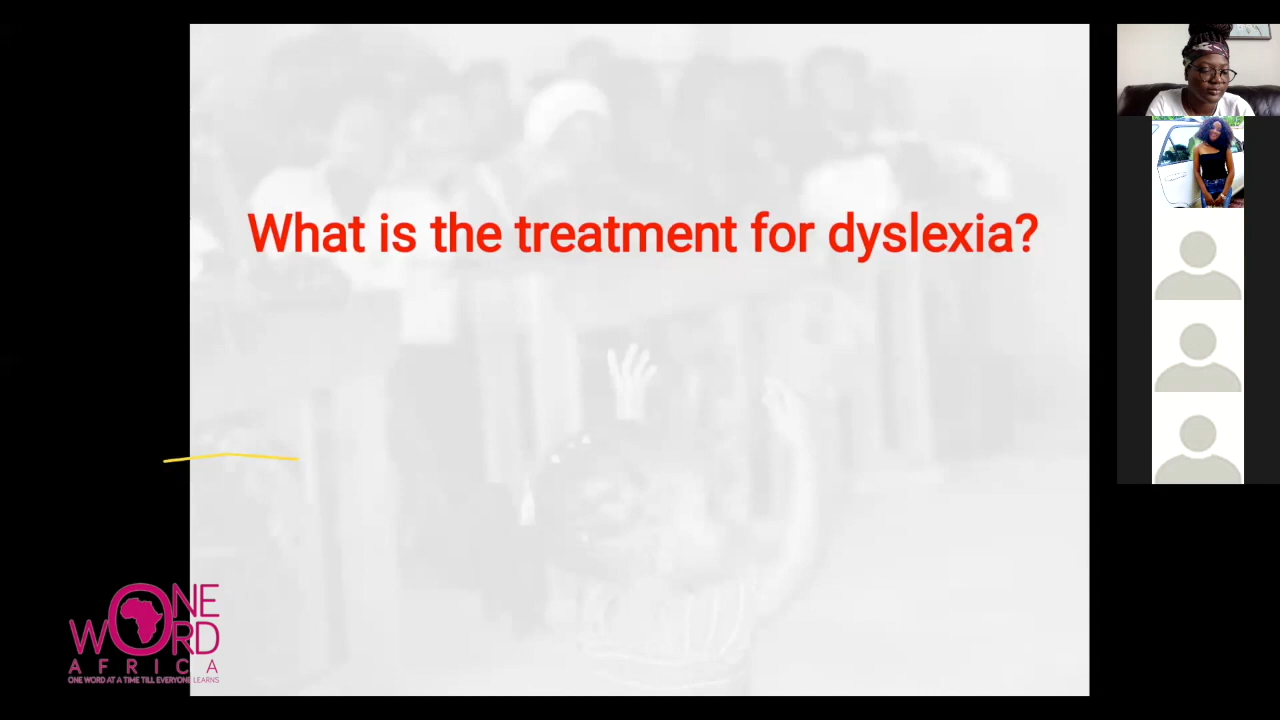 What is the treatment for dyslexia?
ONE
WORD
AFRICA
ONE WORD AT A TIME TILL EVERYONE LEARNS